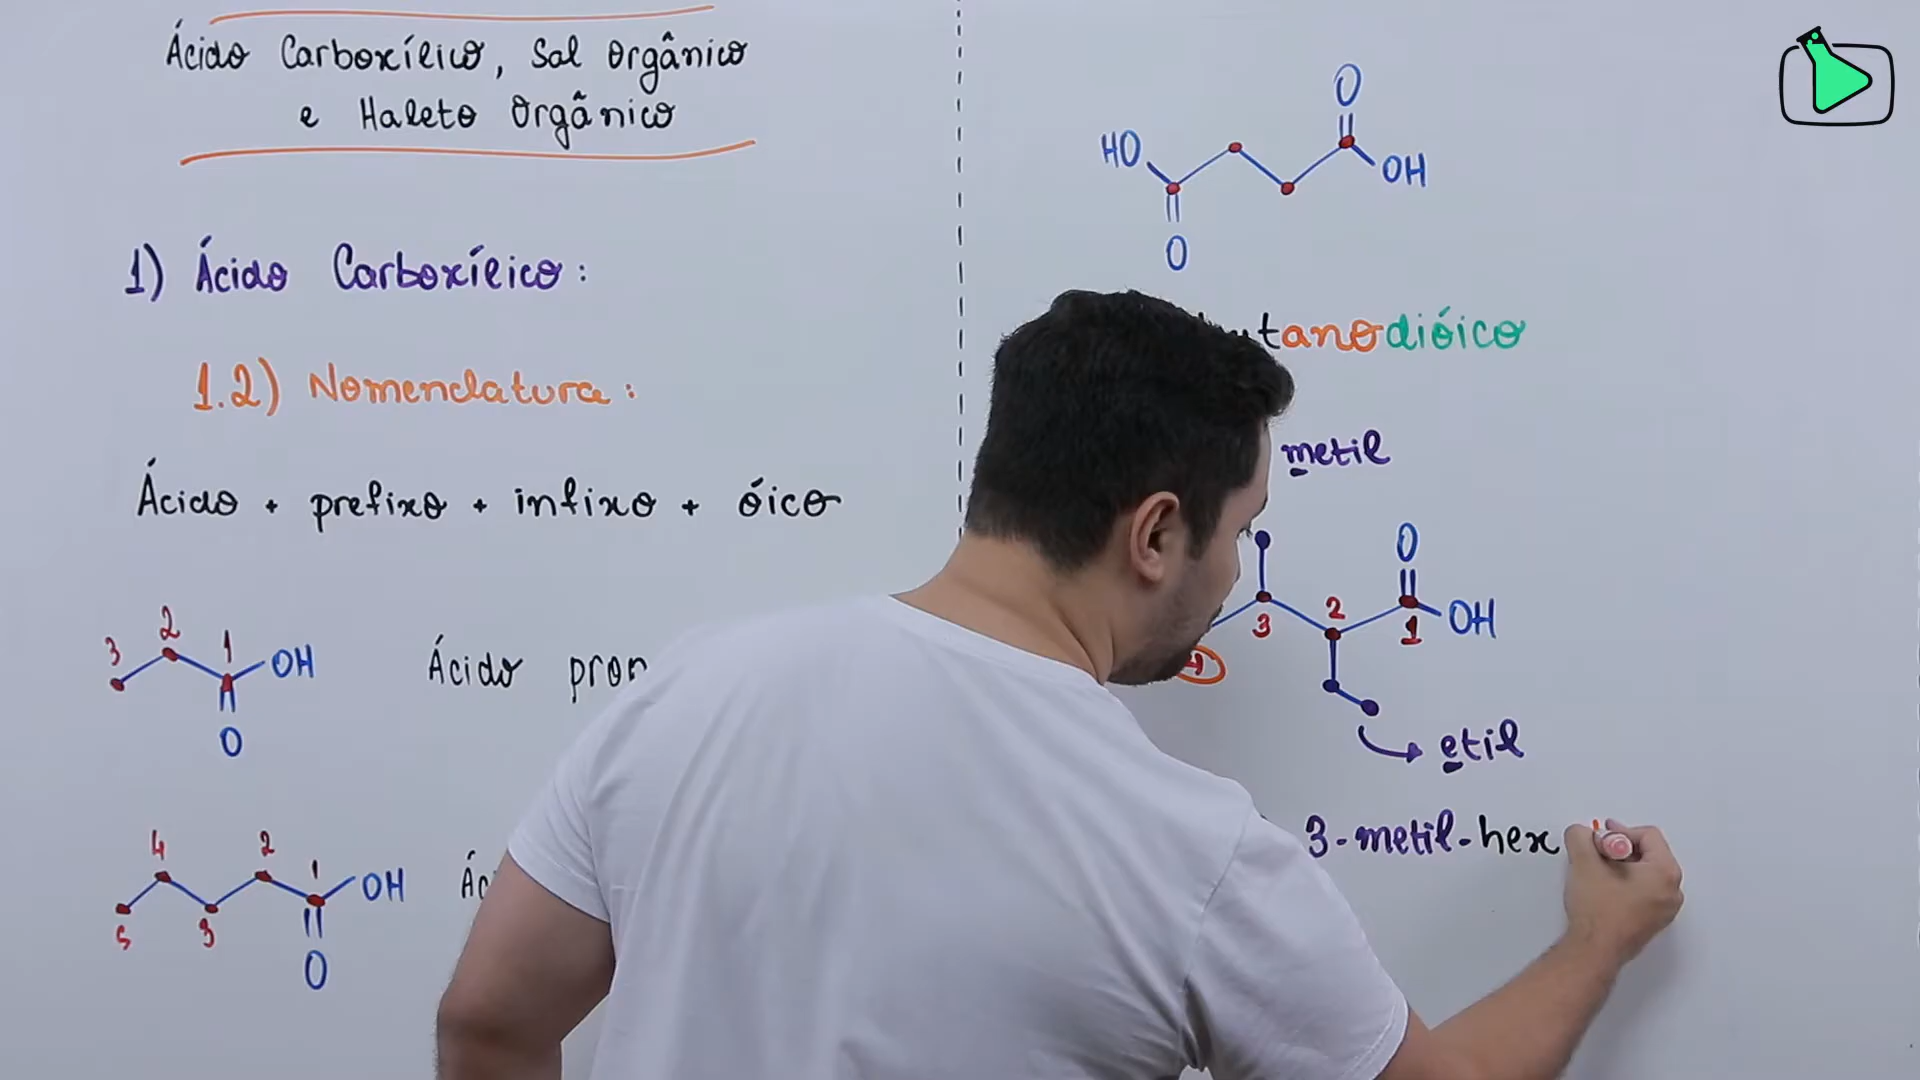 Ácido Carboxílico, Sal Orgânico
e Haleto Orgânico
1) Ácido Carboxílico:
1.2) Nomenclatura:
Ácido + prefixo + infixo + óico
3 2 1 OH
O
Ácido
4 2 1 OH
5 3
O
O
HO
OH
O
anodióico
metil
O
3 2 1 OH
4
etil
3-metil-hex